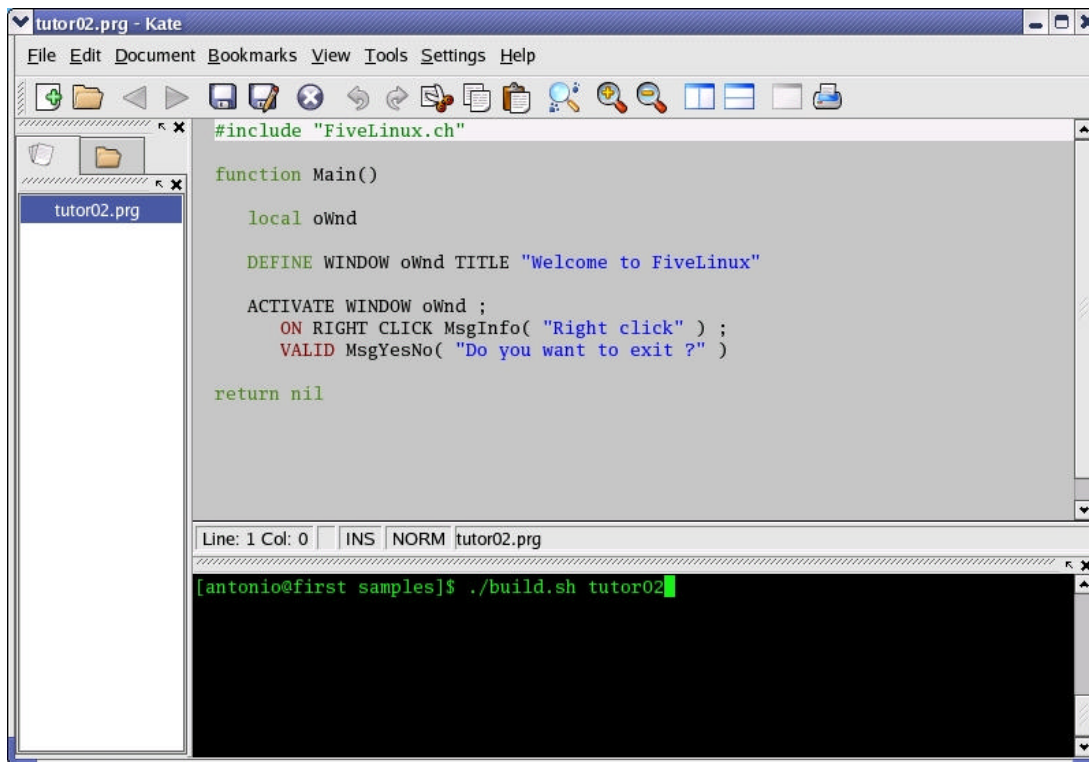 tutor02.prg - Kate
File Edit Document Bookmarks View Tools Settings Help
tutor02.prg
#include "FiveLinux.ch"
function Main()
local oWnd
DEFINE WINDOW oWnd TITLE "Welcome to FiveLinux"
ACTIVATE WINDOW oWnd ;
ON RIGHT CLICK MsgInfo( "Right click" ) ;
VALID MsgYesNo( "Do you want to exit ?" )
return nil
Line: 1 Col: 0 INS NORM tutor02.prg
[antonio@first samples]$ ./build.sh tutor02